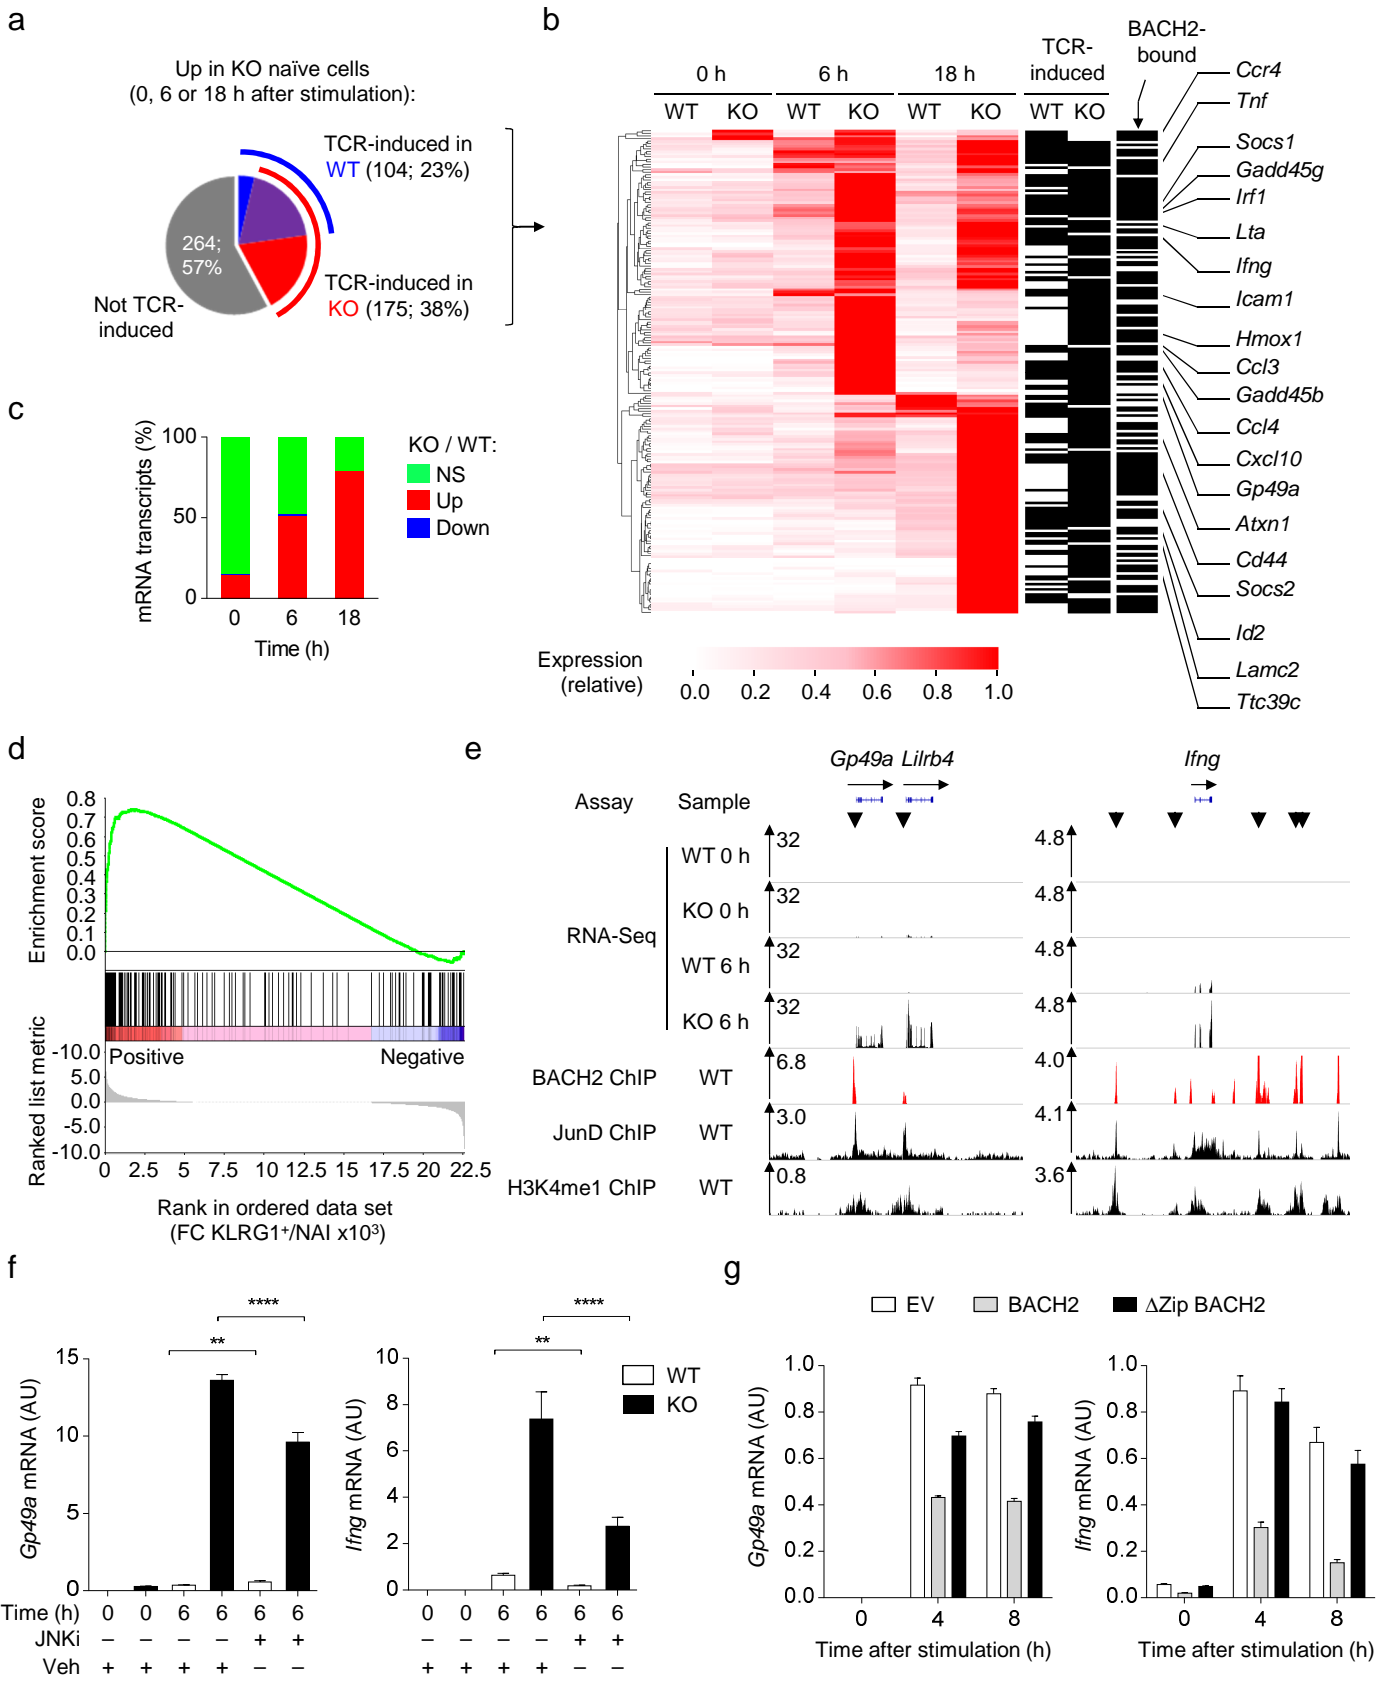 a
Up in KO naïve cells
(0, 6 or 18 h after stimulation):
TCR-induced in
WT (104; 23%)
264;
57%
Not TCR-
induced
TCR-induced in
KO (175; 38%)
b
0 h
6 h
18 h
TCR-
induced
BACH2-
bound
WT KO WT KO WT KO WT KO
Ccr4
Tnf
Socs1
Gadd45g
Irf1
Lta
Ifng
Icam1
Hmox1
Ccl3
Gadd45b
Ccl4
Cxcl10
Gp49a
Atxn1
Cd44
Socs2
Id2
Lamc2
Ttc39c
Expression
(relative)
0.0 0.2 0.4 0.6 0.8 1.0
c
mRNA transcripts (%)
100
50
0
0 6 18
Time (h)
KO / WT:
NS
Up
Down
d
Enrichment score
0.8
0.7
0.6
0.5
0.4
0.3
0.2
0.1
0.0
Positive
Negative
Ranked list metric
-10.0
5.0
0.0
-5.0
-10.0
0 2.5 5 7.5 10 12.5 15 17.5 20 22.5
Rank in ordered data set
(FC KLRG1⁺/NAI x10³)
e
Gp49a Lilrb4
Ifng
Assay
Sample
RNA-Seq
WT 0 h
32
4.8
KO 0 h
32
4.8
WT 6 h
32
4.8
KO 6 h
32
4.8
BACH2 ChIP WT
6.8
4.0
JunD ChIP WT
3.0
4.1
H3K4me1 ChIP WT
0.8
3.6
f
****
**
Gp49a mRNA (AU)
15
10
5
0
****
**
Ifng mRNA (AU)
10
8
6
4
2
0
WT
KO
Time (h) 0 0 6 6 6 6 0 0 6 6 6 6
JNKi – – – – + + – – – – + +
Veh + + + + – – + + + + – –
g
EV
BACH2
ΔZip BACH2
Gp49a mRNA (AU)
1.0
0.8
0.6
0.4
0.2
0.0
0 4 8
Time after stimulation (h)
Ifng mRNA (AU)
1.0
0.8
0.6
0.4
0.2
0.0
0 4 8
Time after stimulation (h)